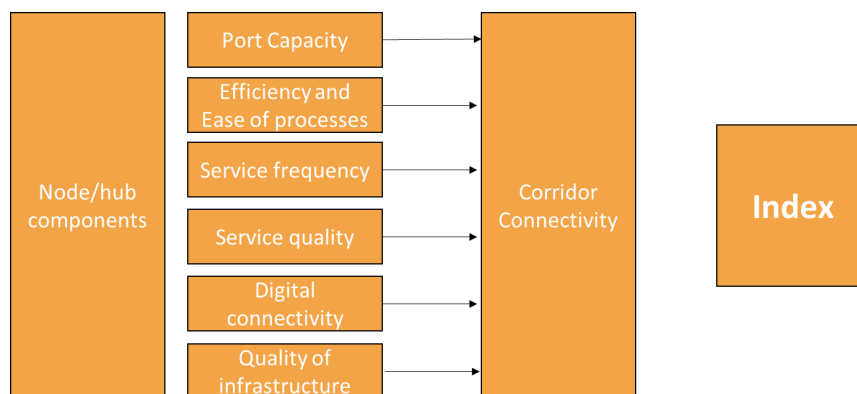 Node/hub
components
Port Capacity
Efficiency and
Ease of processes
Service frequency
Service quality
Digital
connectivity
Quality of
infrastructure
Corridor
Connectivity
Index